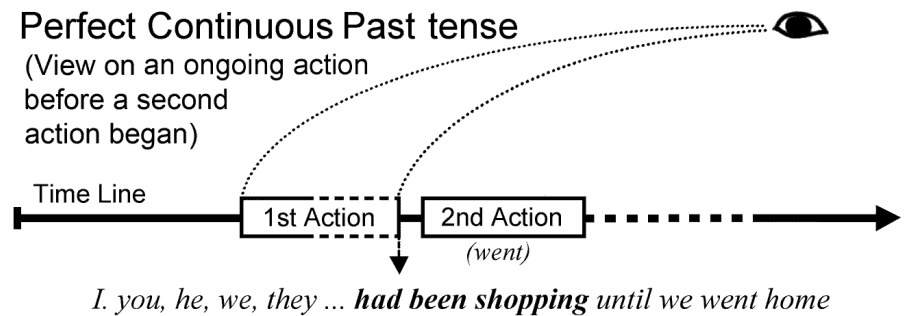 Perfect Continuous Past tense
(View on an ongoing action
before a second
action began)
Time Line
1st Action
2nd Action
(went)
I. you, he, we, they ... had been shopping until we went home